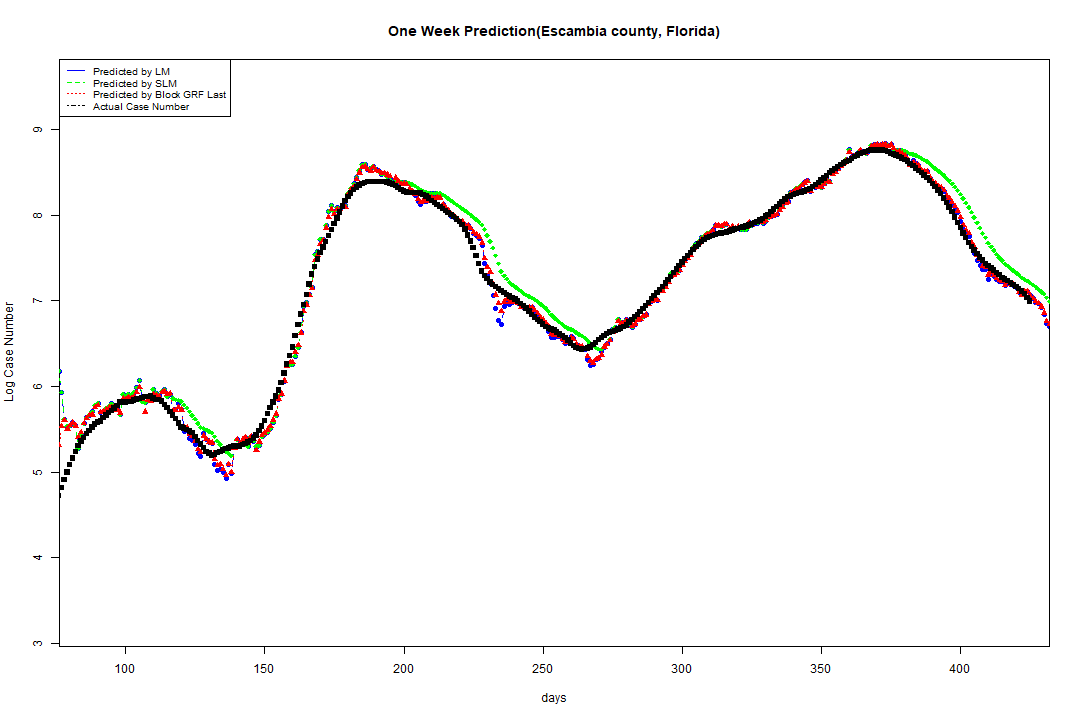 One Week Prediction(Escambia county, Florida)
Predicted by LM
Predicted by SLM
Predicted by Block GRF Last
Actual Case Number
Log Case Number
9
8
7
6
5
4
3
100 150 200 250 300 350 400
days